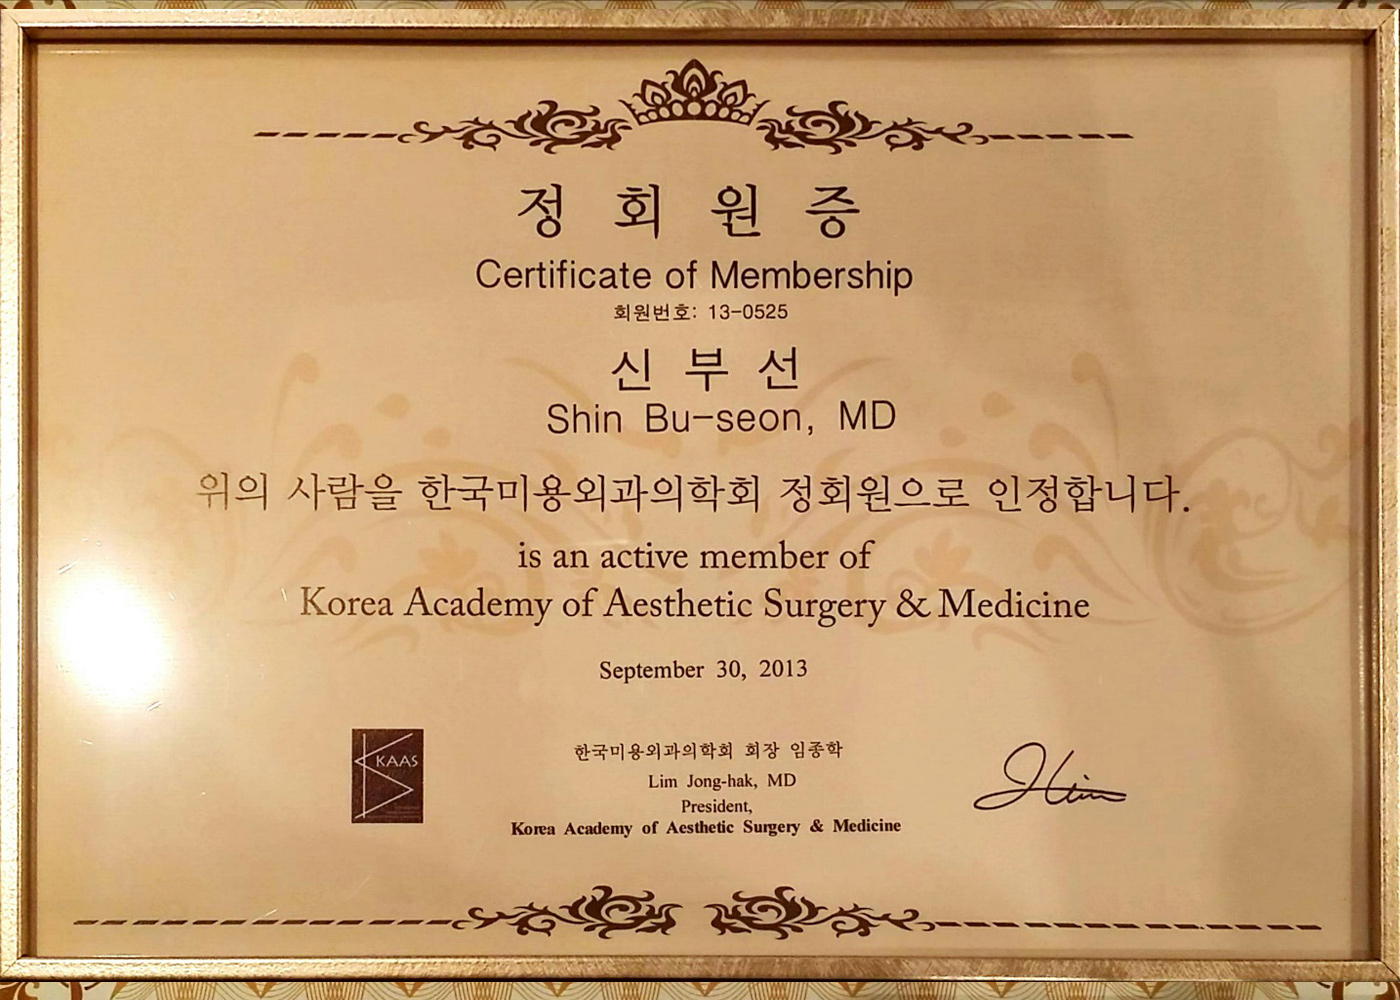 정회원증
Certificate of Membership
회원번호: 13-0525
신부선
Shin Bu-seon, MD
위의 사람을 한국미용외과의학회 정회원으로 인정합니다.
is an active member of
Korea Academy of Aesthetic Surgery & Medicine
September 30, 2013
KAAS
한국미용외과의학회 회장 임종학
Lim Jong-hak, MD
President,
Korea Academy of Aesthetic Surgery & Medicine